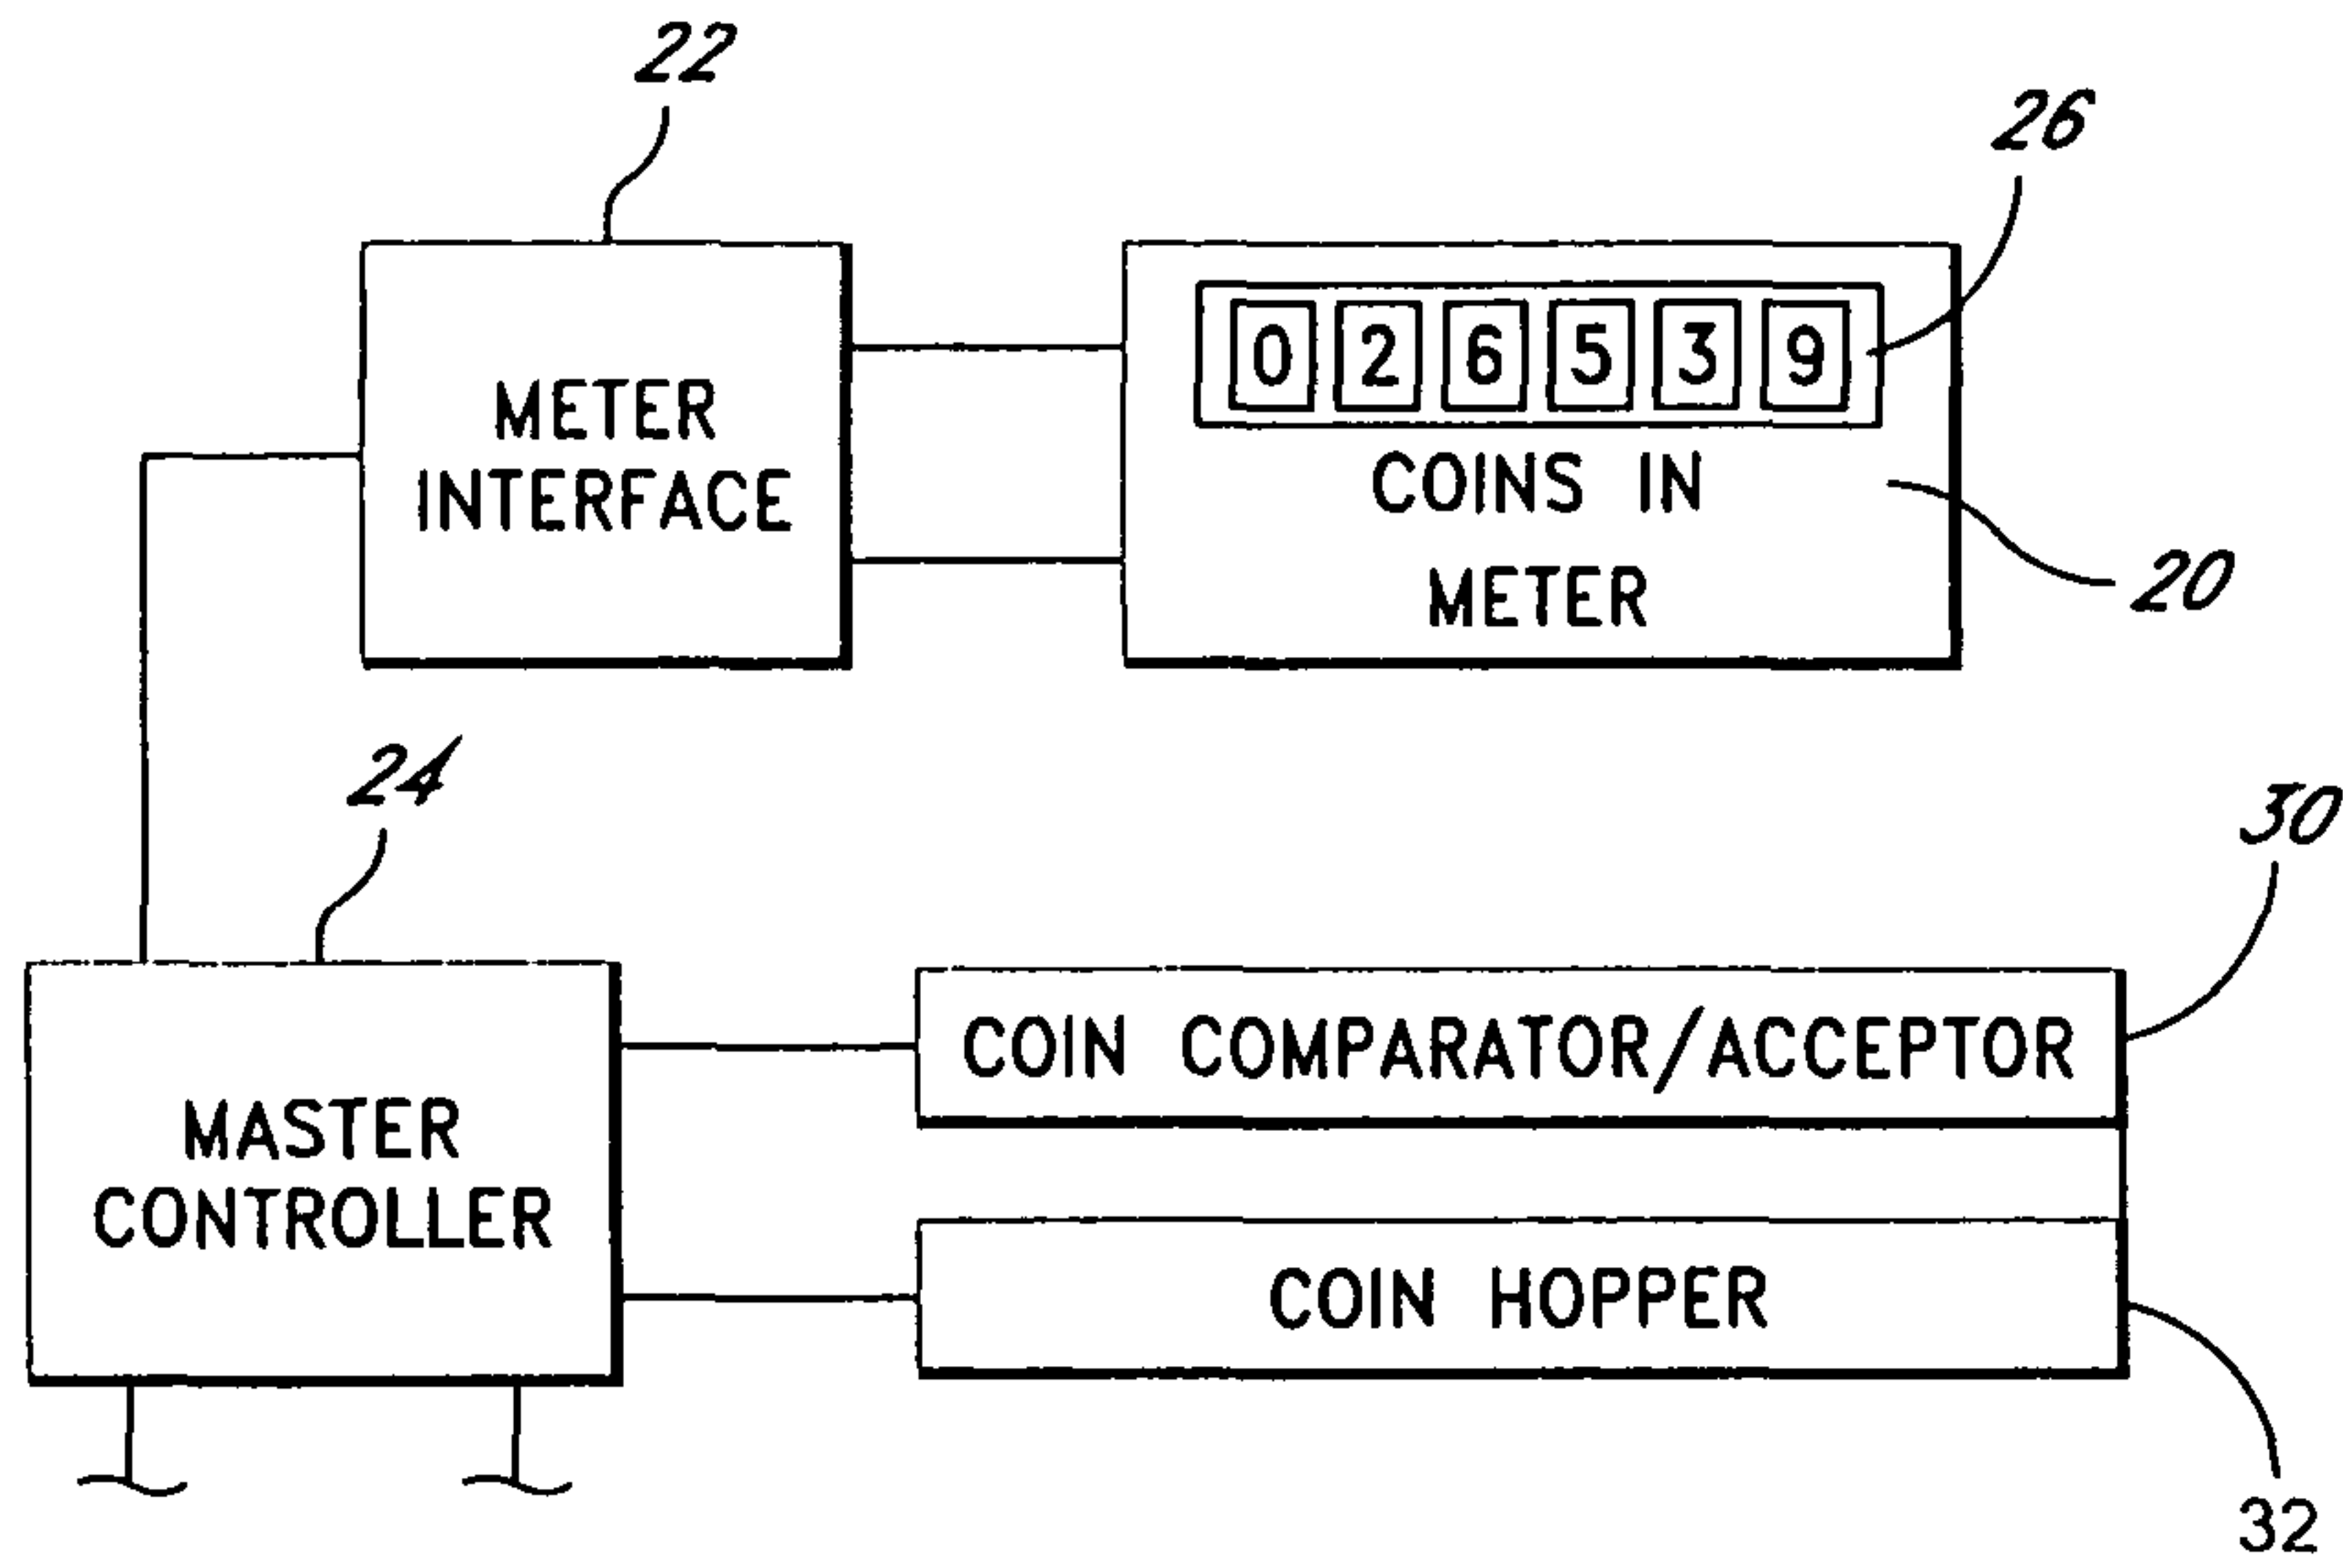 22
26
0 2 6 5 3 9
METER
INTERFACE
COINS IN
METER
20
24
30
COIN COMPARATOR/ACCEPTOR
MASTER
CONTROLLER
COIN HOPPER
32